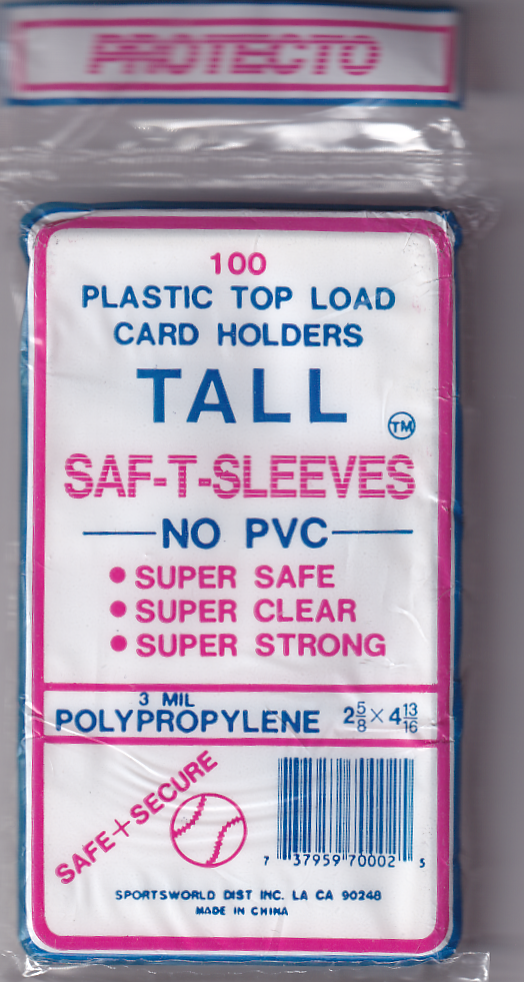 PROTECTO
100
PLASTIC TOP LOAD
CARD HOLDERS
TALL
TM
SAF-T-SLEEVES
NO PVC
• SUPER SAFE
• SUPER CLEAR
• SUPER STRONG
3 MIL
POLYPROPYLENE 2 5/8 × 4 13/16
SAFE + SECURE
7 37959 70002 5
SPORTSWORLD DIST INC. LA CA 90248
MADE IN CHINA